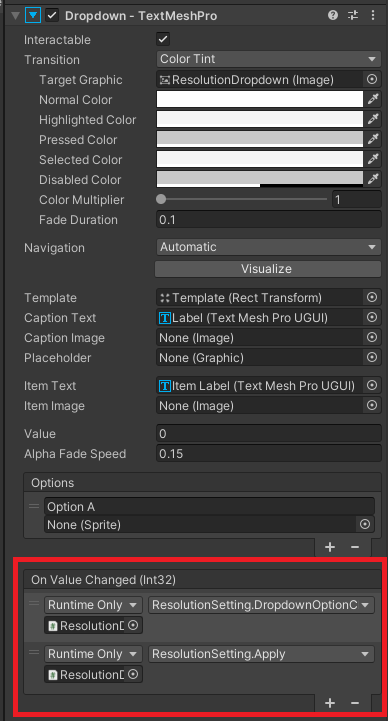 Dropdown - TextMeshPro
Interactable
Transition Color Tint
Target Graphic ResolutionDropdown (Image)
Normal Color
Highlighted Color
Pressed Color
Selected Color
Disabled Color
Color Multiplier 1
Fade Duration 0.1
Navigation Automatic
Visualize
Template Template (Rect Transform)
Caption Text Label (Text Mesh Pro UGUI)
Caption Image None (Image)
Placeholder None (Graphic)
Item Text Item Label (Text Mesh Pro UGUI)
Item Image None (Image)
Value 0
Alpha Fade Speed 0.15
Options
Option A
None (Sprite)
+ −
On Value Changed (Int32)
Runtime Only ResolutionSetting.DropdownOptionC
ResolutionD
Runtime Only ResolutionSetting.Apply
ResolutionD
+ −